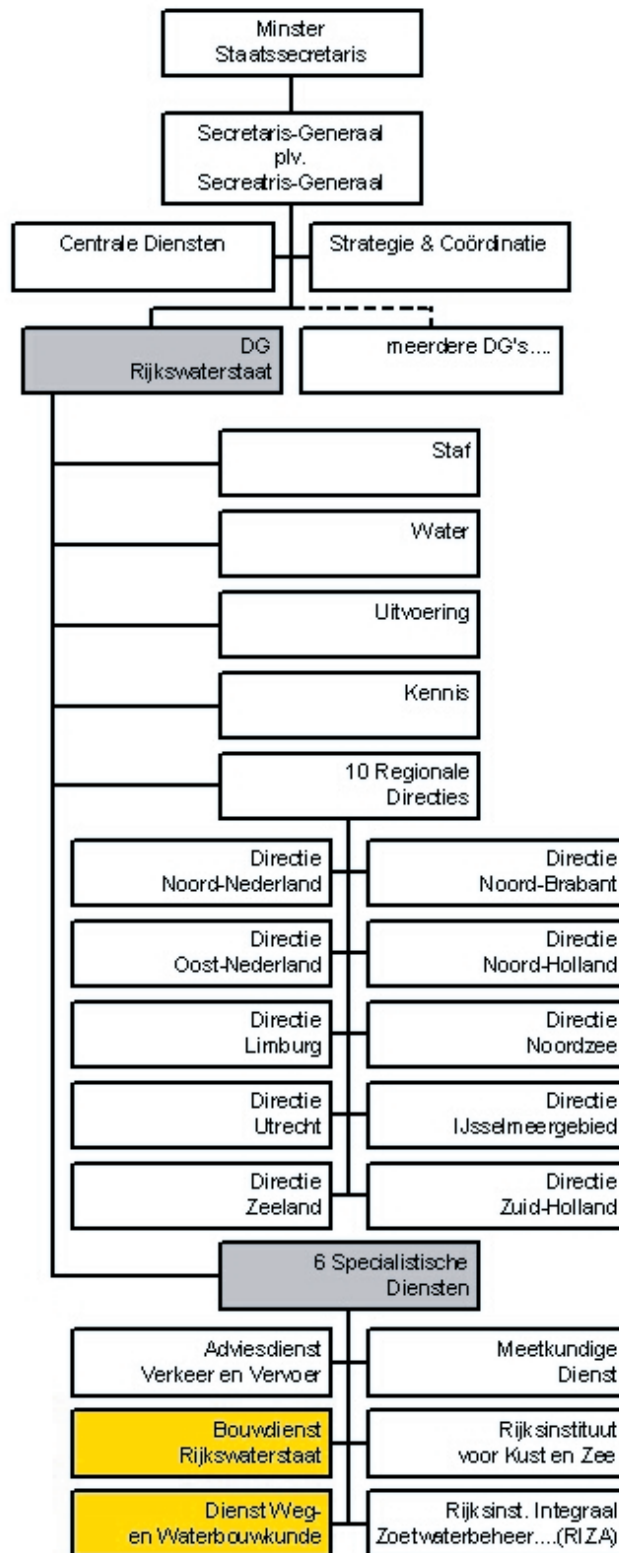 Minster
Staatssecretaris
Secretaris-Generaal
plv.
Secreatris-Generaal
Centrale Diensten
Strategie & Coördinatie
DG
Rijkswaterstaat
meerdere DG's....
Staf
Water
Uitvoering
Kennis
10 Regionale
Directies
Directie
Noord-Nederland
Directie
Noord-Brabant
Directie
Oost-Nederland
Directie
Noord-Holland
Directie
Limburg
Directie
Noordzee
Directie
Utrecht
Directie
IJsselmeergebied
Directie
Zeeland
Directie
Zuid-Holland
6 Specialistische
Diensten
Adviesdienst
Verkeer en Vervoer
Meetkundige
Dienst
Bouwdienst
Rijkswaterstaat
Rijksinstituut
voor Kust en Zee
Dienst Weg-
en Waterbouwkunde
Rijksinst. Integraal
Zoetwaterbeheer....(RIZA)